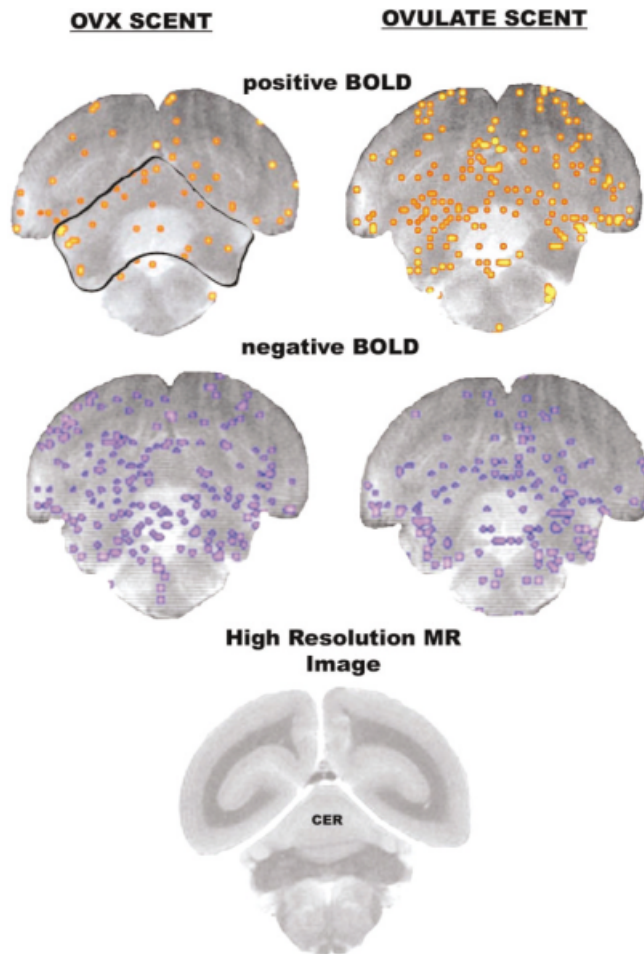 OVX SCENT
OVULATE SCENT
positive BOLD
negative BOLD
High Resolution MR
Image
CER